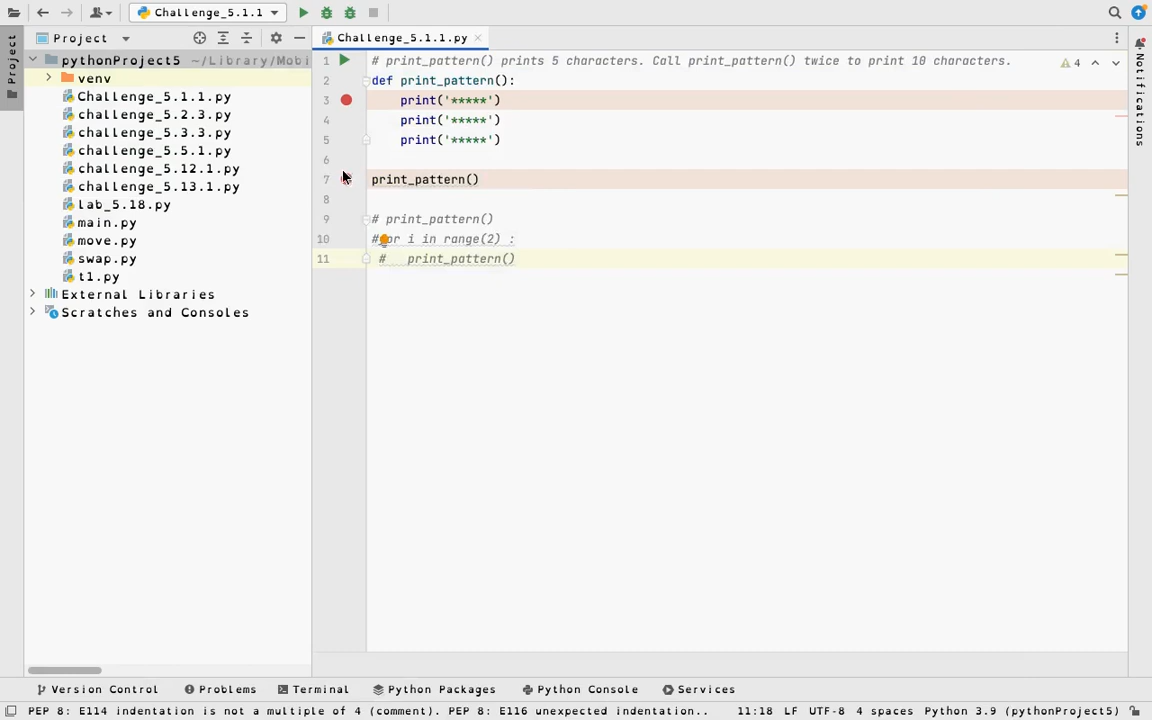 Challenge_5.1.1
Project
Challenge_5.1.1.py
Project
Notifications
pythonProject5 ~/Library/Mobi
venv
Challenge_5.1.1.py
challenge_5.2.3.py
challenge_5.3.3.py
challenge_5.5.1.py
challenge_5.12.1.py
challenge_5.13.1.py
lab_5.18.py
main.py
move.py
swap.py
t1.py
External Libraries
Scratches and Consoles
1 # print_pattern() prints 5 characters. Call print_pattern() twice to print 10 characters.
4
2 def print_pattern():
3 print('*****')
4 print('*****')
5 print('*****')
6
7 print_pattern()
8
9 # print_pattern()
10 #or i in range(2) :
11 # print_pattern()
Version Control Problems Terminal Python Packages Python Console Services
PEP 8: E114 indentation is not a multiple of 4 (comment). PEP 8: E116 unexpected indentation.. 11:18 LF UTF-8 4 spaces Python 3.9 (pythonProject5)